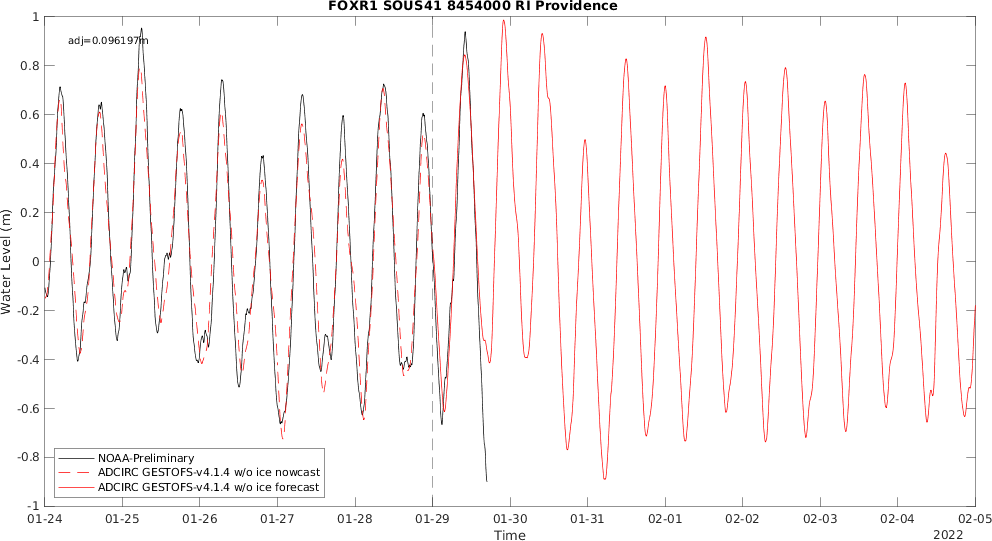 FOXR1 SOUS41 8454000 RI Providence
adj=0.096197m
1
0.8
0.6
0.4
0.2
0
-0.2
-0.4
-0.6
-0.8
-1
Water Level (m)
NOAA-Preliminary
ADCIRC GESTOFS-v4.1.4 w/o ice nowcast
ADCIRC GESTOFS-v4.1.4 w/o ice forecast
01-24 01-25 01-26 01-27 01-28 01-29 01-30 01-31 02-01 02-02 02-03 02-04 02-05
Time
2022